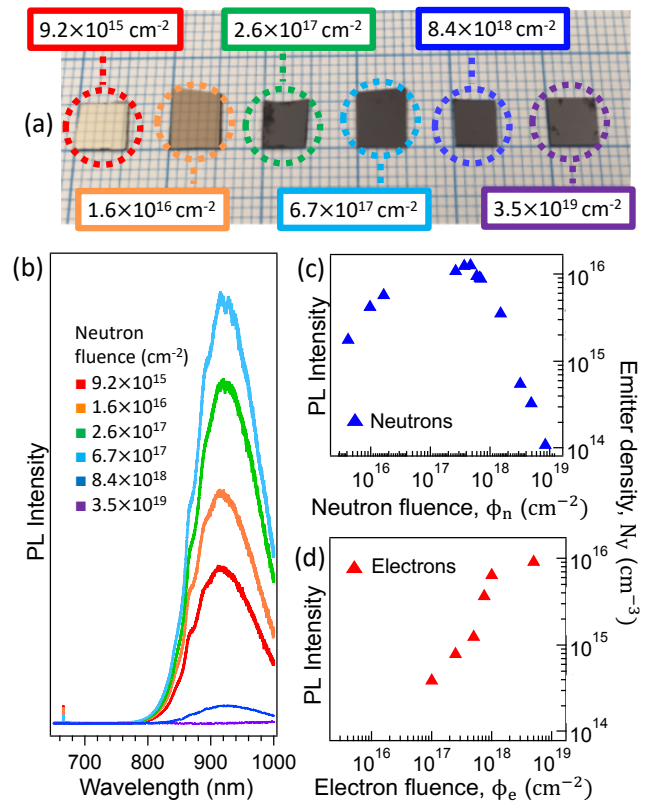 9.2×10¹⁵ cm⁻²
2.6×10¹⁷ cm⁻²
8.4×10¹⁸ cm⁻²
(a)
1.6×10¹⁶ cm⁻²
6.7×10¹⁷ cm⁻²
3.5×10¹⁹ cm⁻²
(b)
PL Intensity
Neutron
fluence (cm⁻²)
9.2×10¹⁵
1.6×10¹⁶
2.6×10¹⁷
6.7×10¹⁷
8.4×10¹⁸
3.5×10¹⁹
700 800 900 1000
Wavelength (nm)
(c)
PL Intensity
Neutrons
10¹⁶
10¹⁵
10¹⁴
10¹⁶ 10¹⁷ 10¹⁸ 10¹⁹
Neutron fluence, ϕₙ (cm⁻²)
Emitter density, N_V
(cm⁻³)
(d)
PL Intensity
Electrons
10¹⁶
10¹⁵
10¹⁴
10¹⁶ 10¹⁷ 10¹⁸ 10¹⁹
Electron fluence, ϕₑ (cm⁻²)